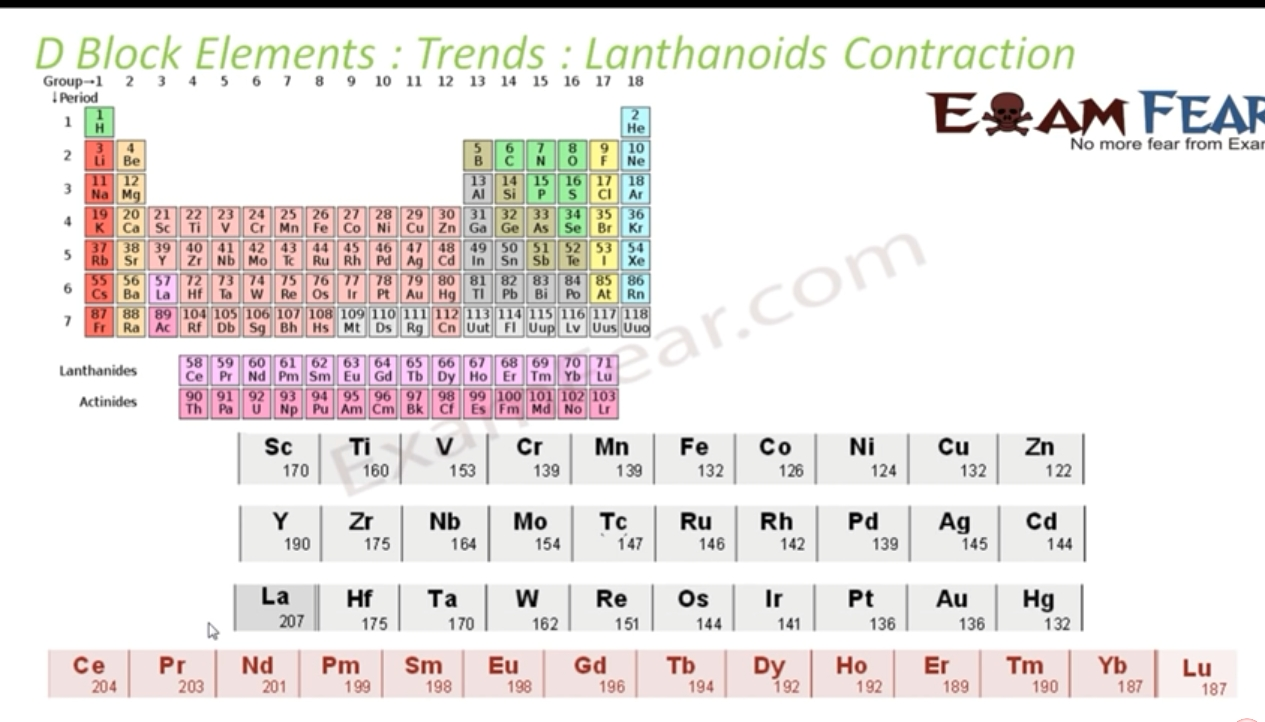 D Block Elements : Trends : Lanthanoids Contraction
Group→1 2 3 4 5 6 7 8 9 10 11 12 13 14 15 16 17 18
↓Period
EXAM FEAR
No more fear from Exam
1 1 2
H He
2 3 4 5 6 7 8 9 10
Li Be B C N O F Ne
3 11 12 13 14 15 16 17 18
Na Mg Al Si P S Cl Ar
4 19 20 21 22 23 24 25 26 27 28 29 30 31 32 33 34 35 36
K Ca Sc Ti V Cr Mn Fe Co Ni Cu Zn Ga Ge As Se Br Kr
5 37 38 39 40 41 42 43 44 45 46 47 48 49 50 51 52 53 54
Rb Sr Y Zr Nb Mo Tc Ru Rh Pd Ag Cd In Sn Sb Te I Xe
6 55 56 57 72 73 74 75 76 77 78 79 80 81 82 83 84 85 86
Cs Ba La Hf Ta W Re Os Ir Pt Au Hg Tl Pb Bi Po At Rn
7 87 88 89 104 105 106 107 108 109 110 111 112 113 114 115 116 117 118
Fr Ra Ac Rf Db Sg Bh Hs Mt Ds Rg Cn Uut Fl Uup Lv Uus Uuo
Lanthanides 58 59 60 61 62 63 64 65 66 67 68 69 70 71
Ce Pr Nd Pm Sm Eu Gd Tb Dy Ho Er Tm Yb Lu
Actinides 90 91 92 93 94 95 96 97 98 99 100 101 102 103
Th Pa U Np Pu Am Cm Bk Cf Es Fm Md No Lr
ExamFear.com
Sc Ti V Cr Mn Fe Co Ni Cu Zn
170 160 153 139 139 132 126 124 132 122
Y Zr Nb Mo Tc Ru Rh Pd Ag Cd
190 175 164 154 147 146 142 139 145 144
La Hf Ta W Re Os Ir Pt Au Hg
207 175 170 162 151 144 141 136 136 132
Ce Pr Nd Pm Sm Eu Gd Tb Dy Ho Er Tm Yb Lu
204 203 201 199 198 198 196 194 192 192 189 190 187 187